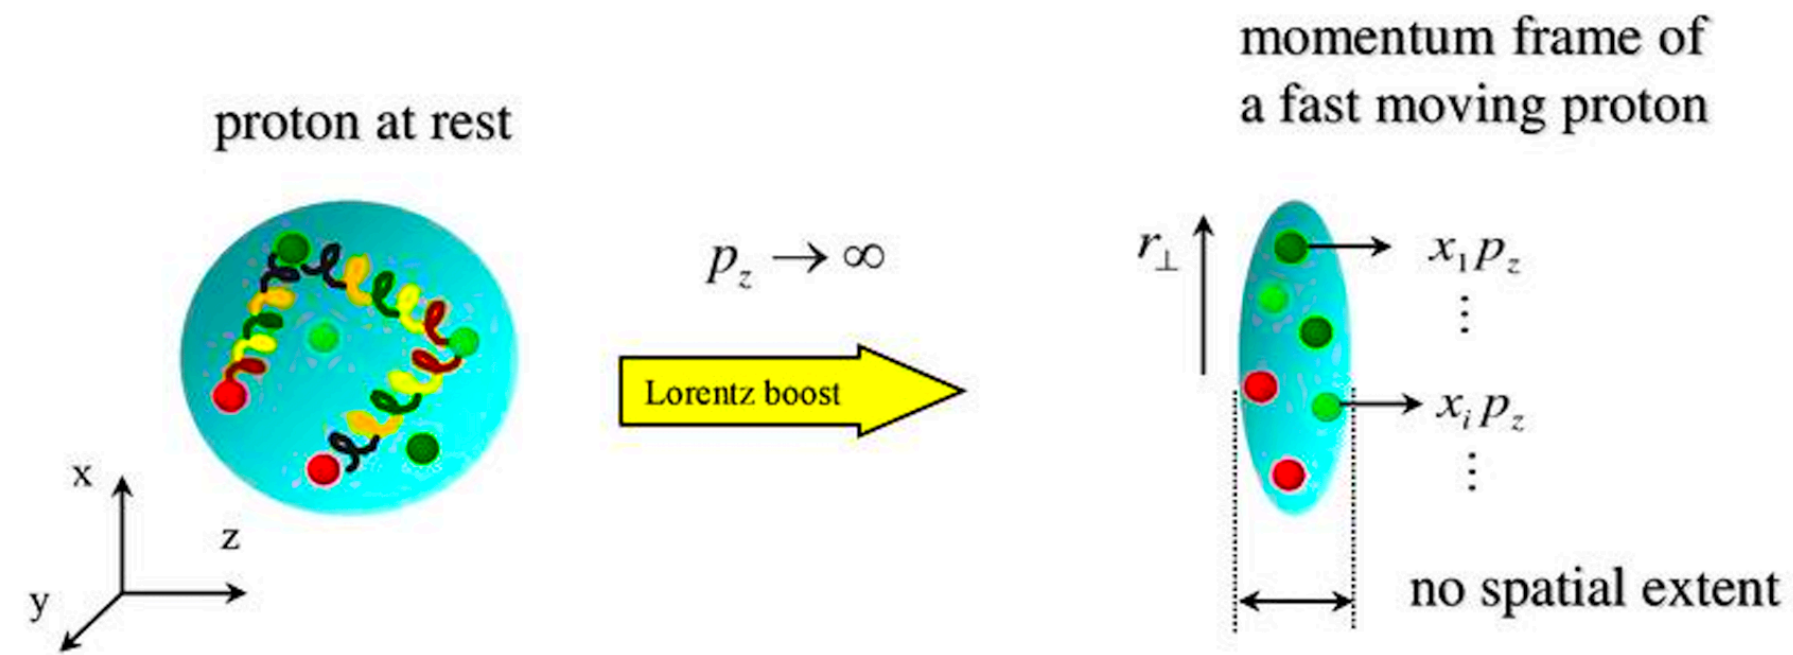 proton at rest
momentum frame of
a fast moving proton
p_z → ∞
Lorentz boost
r_⊥
x_1 p_z
⋮
x_i p_z
⋮
x
z
y
no spatial extent